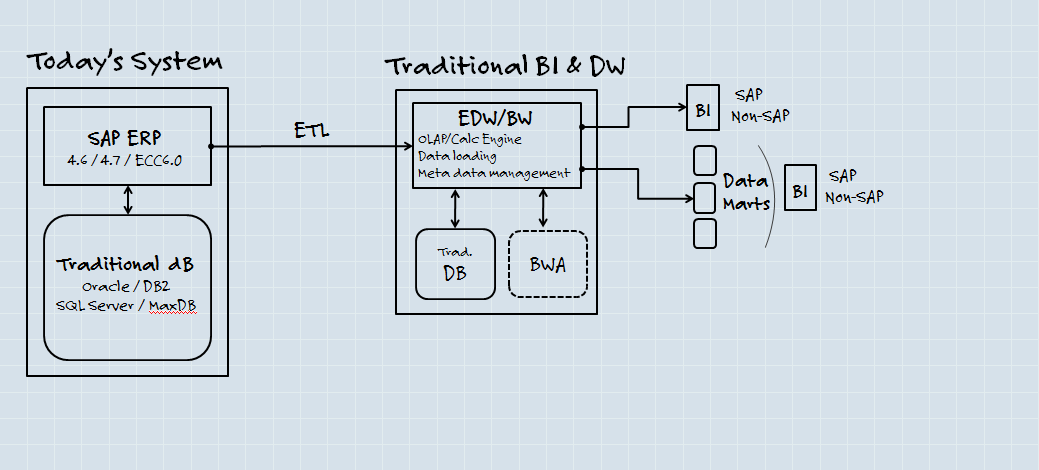 Today's System
SAP ERP
4.6 / 4.7 / ECC6.0
Traditional dB
Oracle / DB2
SQL Server / MaxDB
ETL
Traditional BI & DW
EDW/BW
OLAP/Calc Engine
Data loading
Meta data management
Trad.
DB
BWA
BI
SAP
Non-SAP
Data
Marts
BI
SAP
Non-SAP